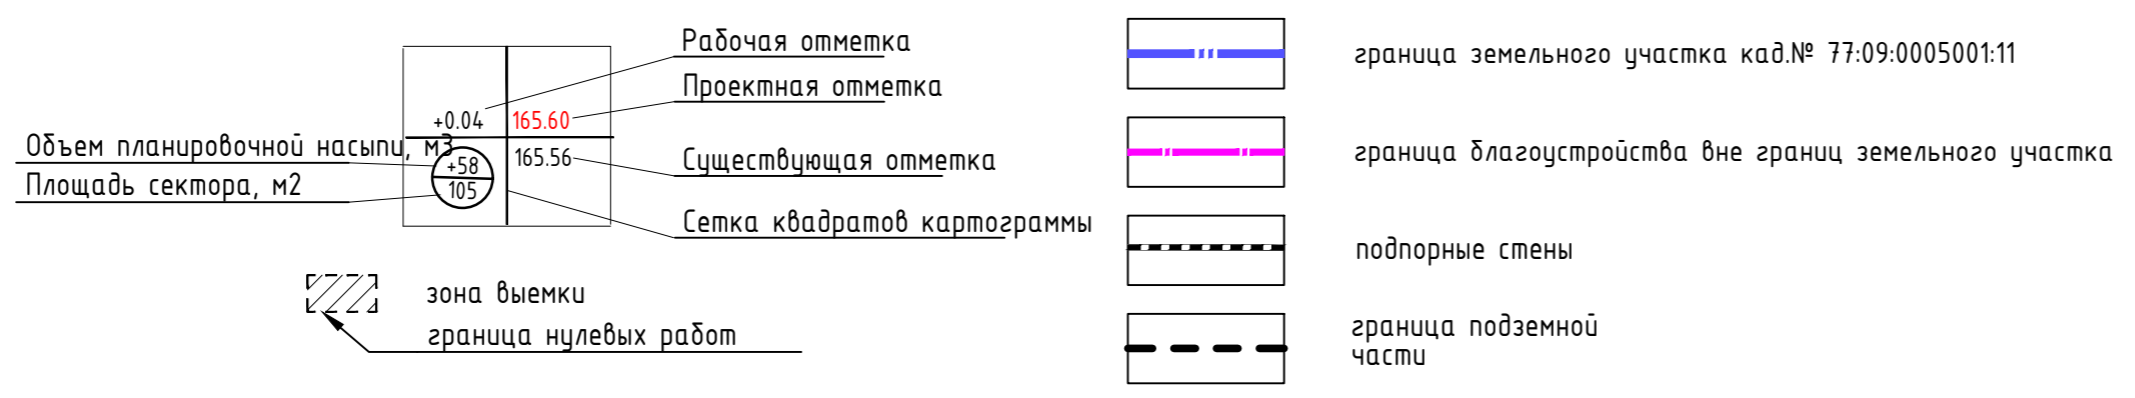 Рабочая отметка
Проектная отметка
+0.04
165.60
Объем планировочной насыпи, м3
165.56
Существующая отметка
+58
Площадь сектора, м2
105
Сетка квадратов картограммы
зона выемки
граница нулевых работ
граница земельного участка кад.№ 77:09:0005001:11
граница благоустройства вне границ земельного участка
подпорные стены
граница подземной
части